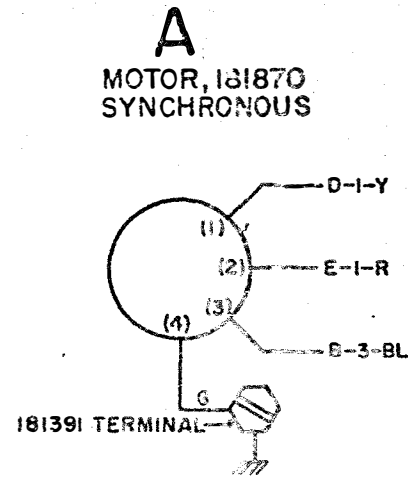 A
MOTOR, 181870
SYNCHRONOUS
D-1-Y
(1)
(2) E-1-R
(3)
(4)
B-3-BL
G
181391 TERMINAL